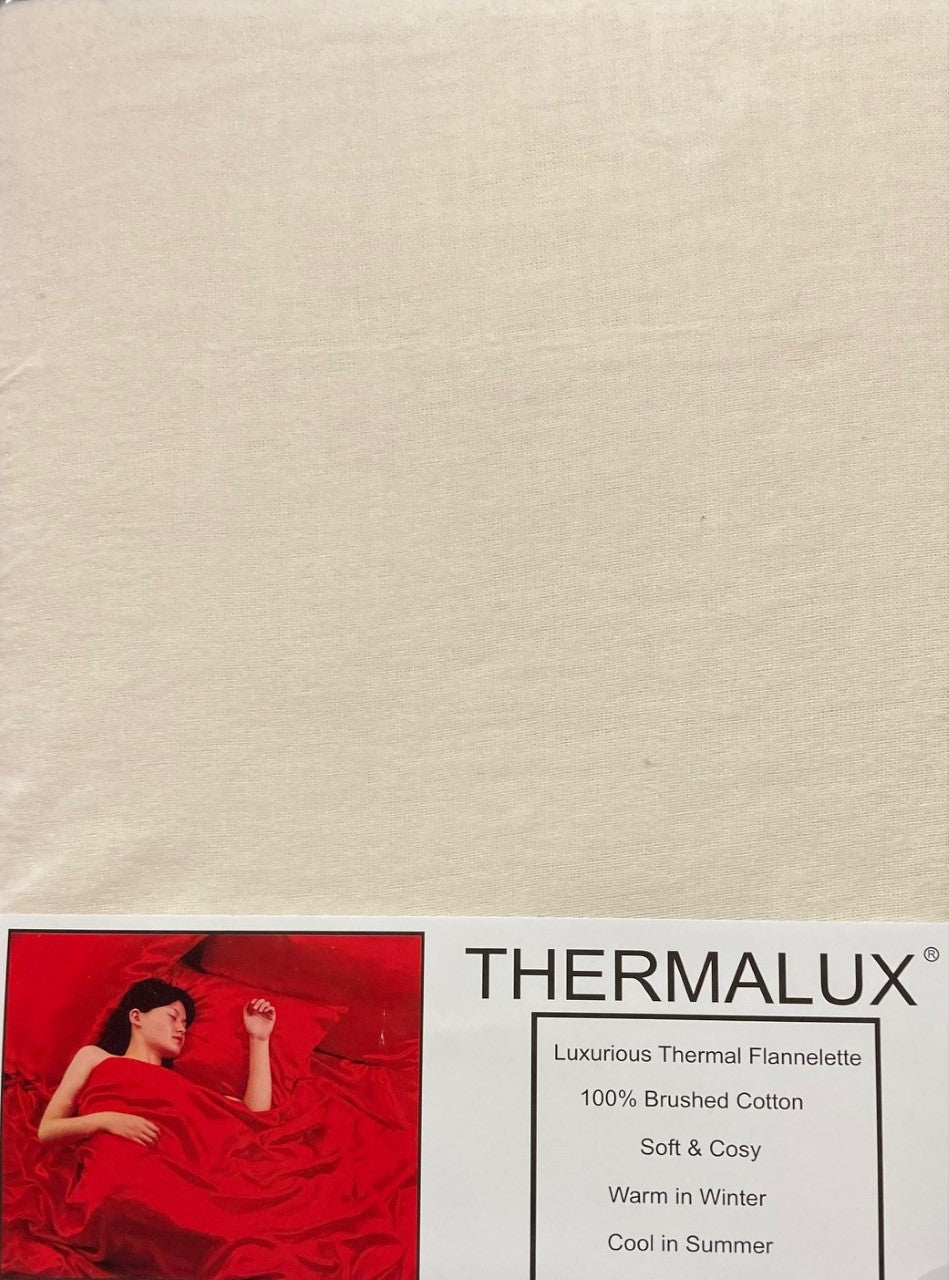 THERMALUX®
Luxurious Thermal Flannelette
100% Brushed Cotton
Soft & Cosy
Warm in Winter
Cool in Summer